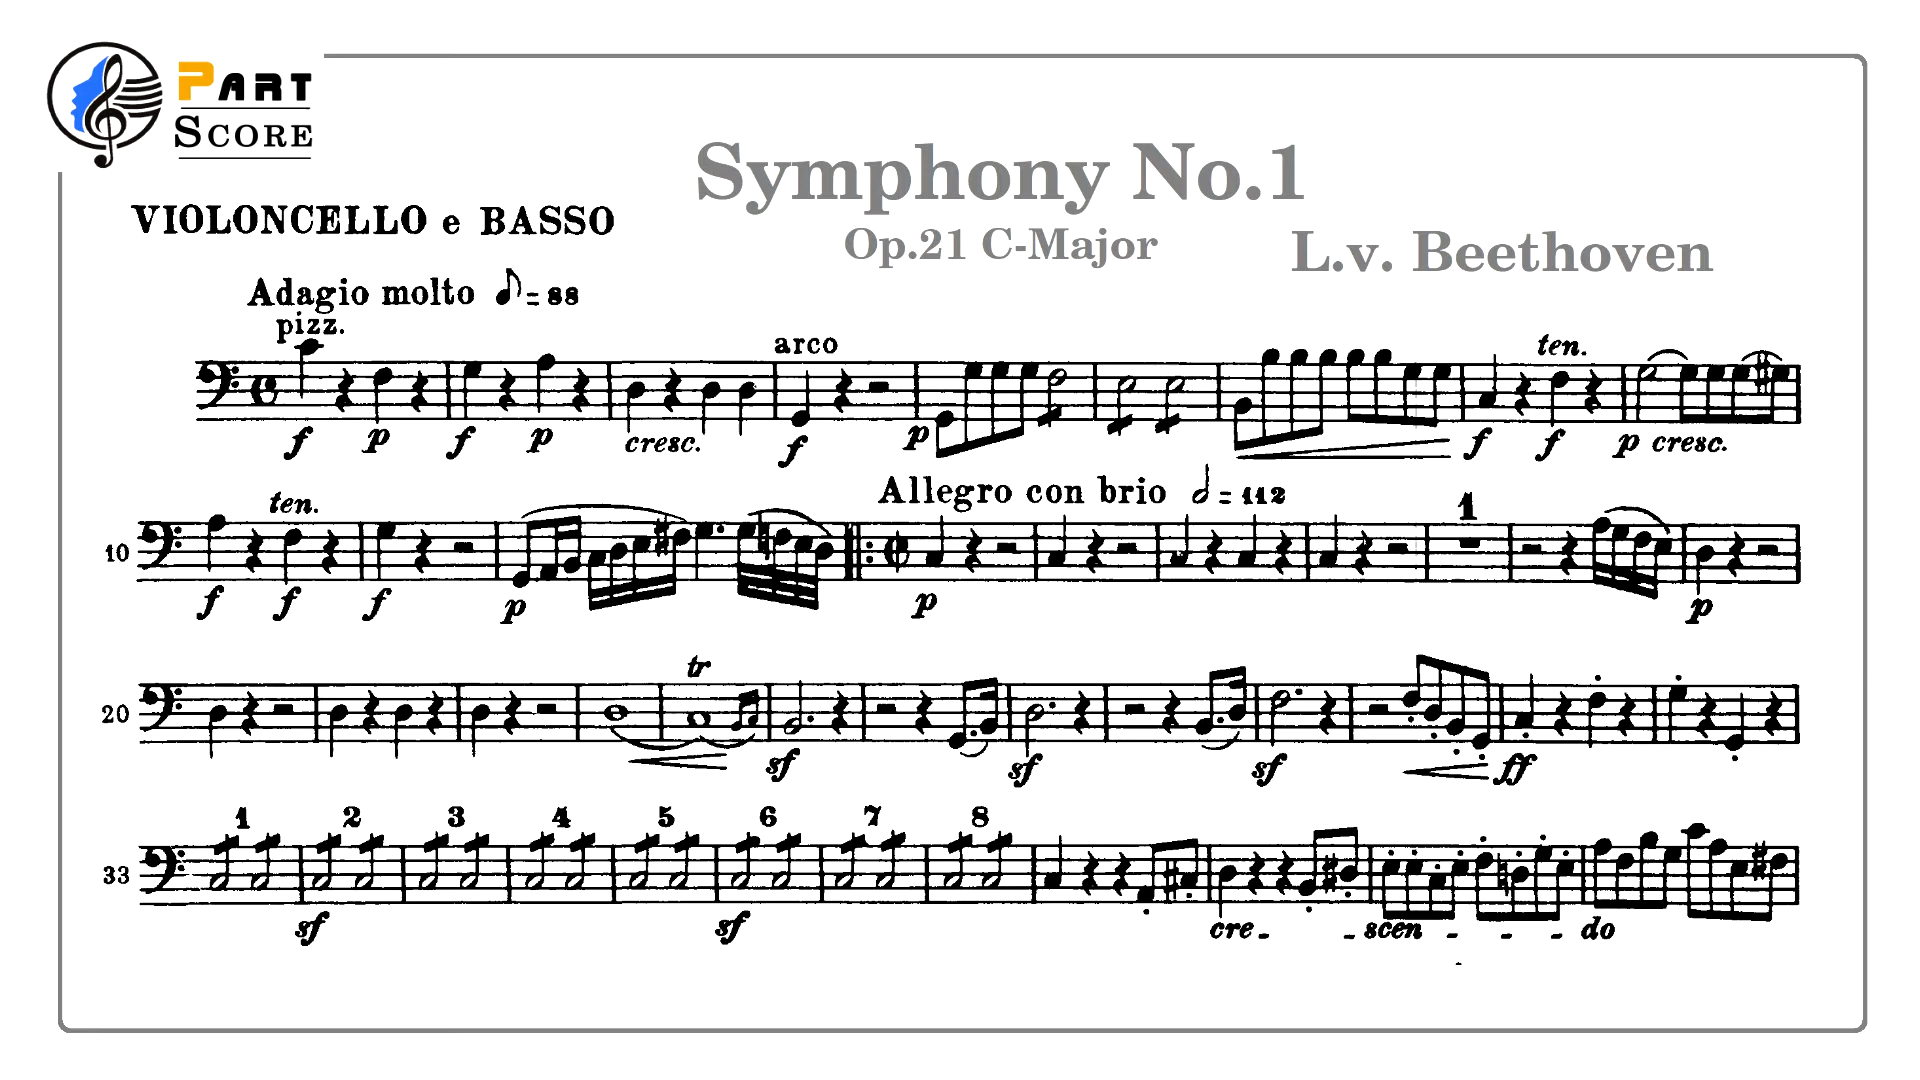 PART
SCORE
Symphony No.1
VIOLONCELLO e BASSO
Op.21 C-Major
L.v. Beethoven
Adagio molto ♪=88
pizz.
arco
ten.
f p f p cresc. f p f f p cresc.
Allegro con brio 𝅗𝅥=112
ten.
1
10
f f f p p p
tr
20
sf sf sf ff
1 2 3 4 5 6 7 8
33
sf sf cre - - scen - - - do